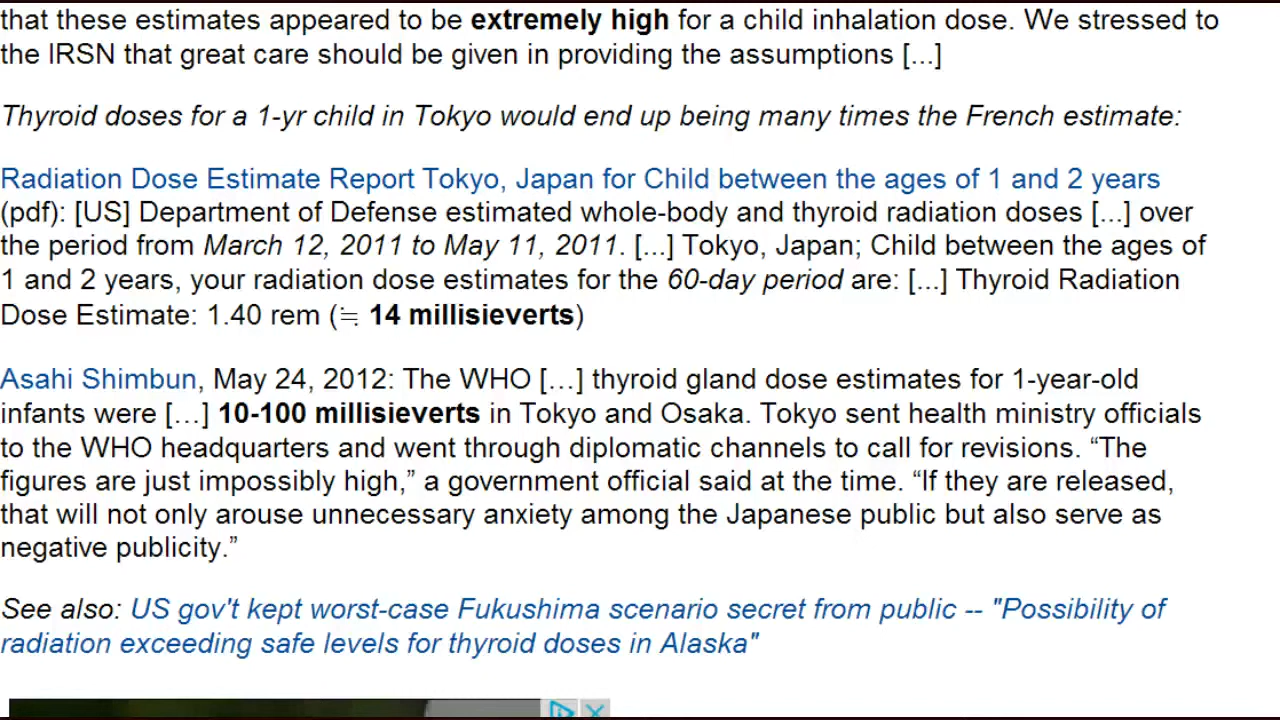 that these estimates appeared to be extremely high for a child inhalation dose. We stressed to
the IRSN that great care should be given in providing the assumptions [...]
Thyroid doses for a 1-yr child in Tokyo would end up being many times the French estimate:
Radiation Dose Estimate Report Tokyo, Japan for Child between the ages of 1 and 2 years
(pdf): [US] Department of Defense estimated whole-body and thyroid radiation doses [...] over
the period from March 12, 2011 to May 11, 2011. [...] Tokyo, Japan; Child between the ages of
1 and 2 years, your radiation dose estimates for the 60-day period are: [...] Thyroid Radiation
Dose Estimate: 1.40 rem (≒ 14 millisieverts)
Asahi Shimbun, May 24, 2012: The WHO […] thyroid gland dose estimates for 1-year-old
infants were […] 10-100 millisieverts in Tokyo and Osaka. Tokyo sent health ministry officials
to the WHO headquarters and went through diplomatic channels to call for revisions. “The
figures are just impossibly high,” a government official said at the time. “If they are released,
that will not only arouse unnecessary anxiety among the Japanese public but also serve as
negative publicity.”
See also: US gov't kept worst-case Fukushima scenario secret from public -- "Possibility of
radiation exceeding safe levels for thyroid doses in Alaska"